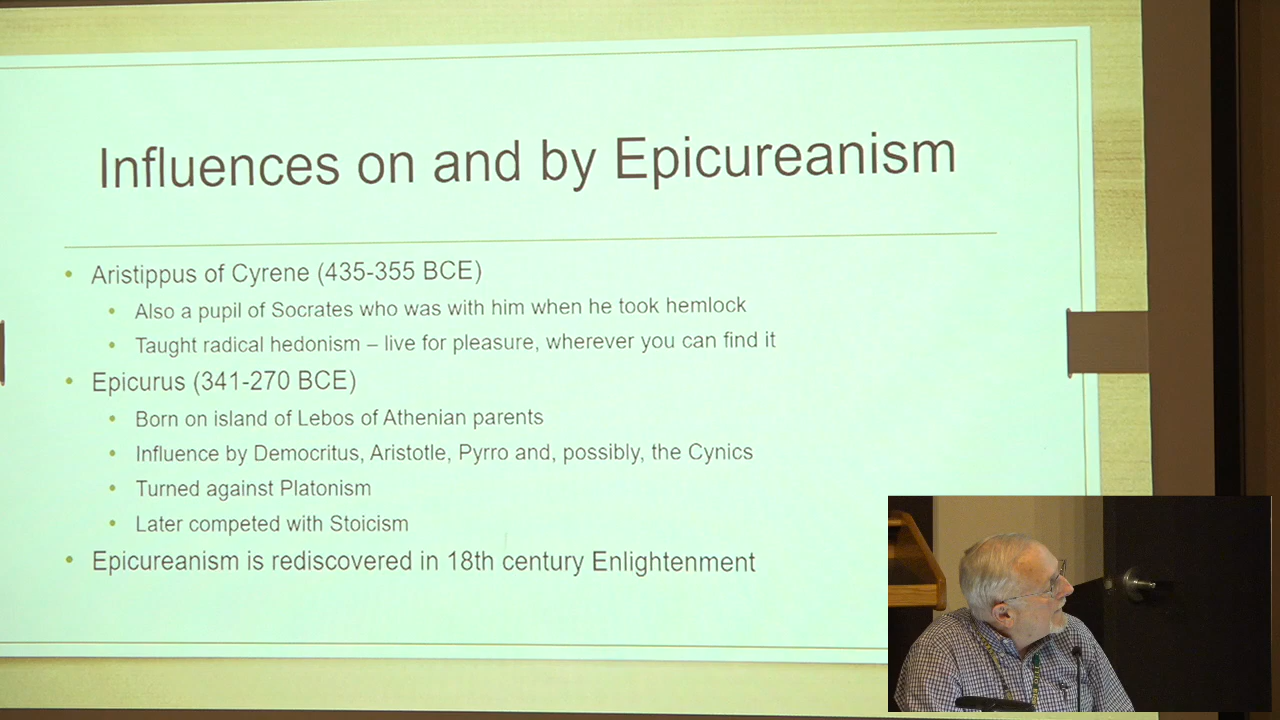 Influences on and by Epicureanism
• Aristippus of Cyrene (435-355 BCE)
• Also a pupil of Socrates who was with him when he took hemlock
• Taught radical hedonism – live for pleasure, wherever you can find it
• Epicurus (341-270 BCE)
• Born on island of Lebos of Athenian parents
• Influence by Democritus, Aristotle, Pyrro and, possibly, the Cynics
• Turned against Platonism
• Later competed with Stoicism
• Epicureanism is rediscovered in 18th century Enlightenment